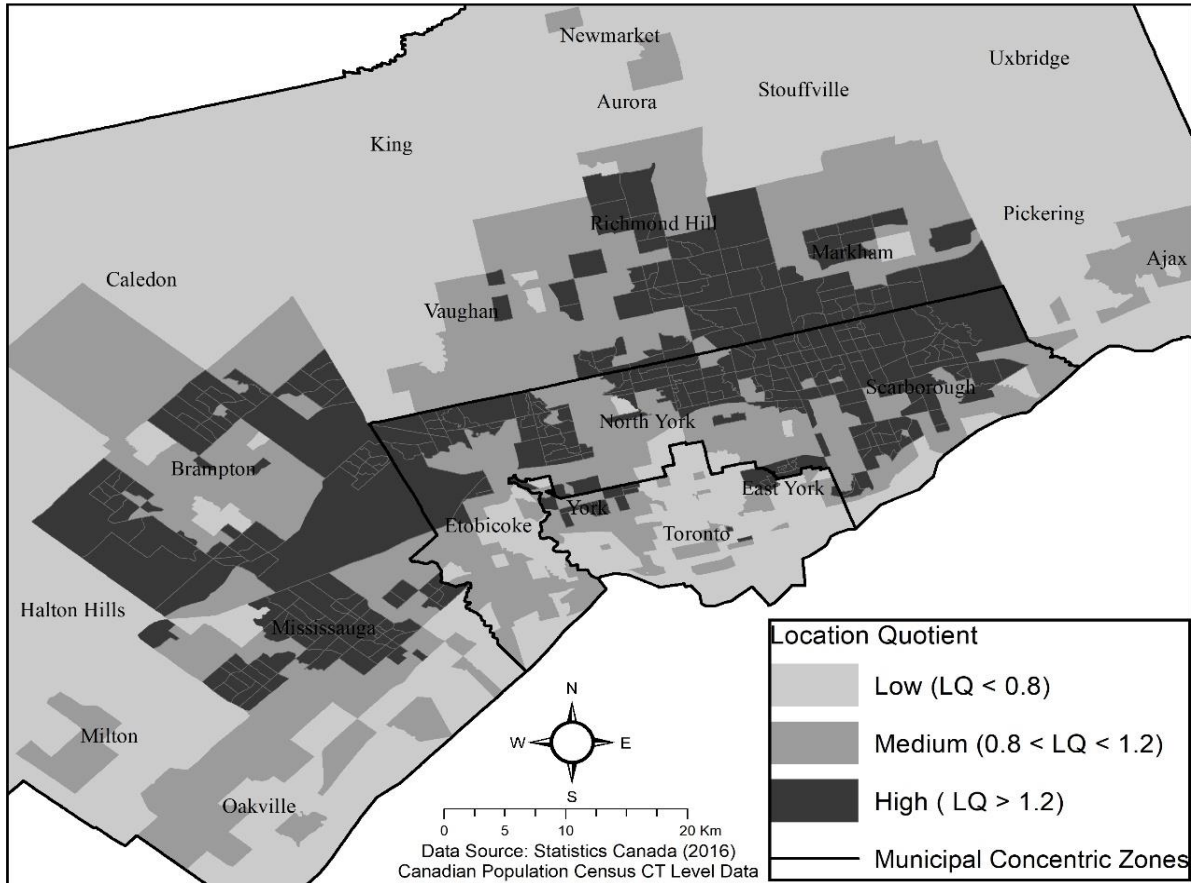 Newmarket
Uxbridge
Stouffville
Aurora
King
Pickering
Richmond Hill
Markham
Ajax
Caledon
Vaughan
Scarborough
North York
Brampton
East York
York
Etobicoke
Toronto
Halton Hills
Mississauga
Milton
Oakville
N
W E
S
0 5 10 20 Km
Data Source: Statistics Canada (2016)
Canadian Population Census CT Level Data
Location Quotient
Low (LQ < 0.8)
Medium (0.8 < LQ < 1.2)
High ( LQ > 1.2)
Municipal Concentric Zones